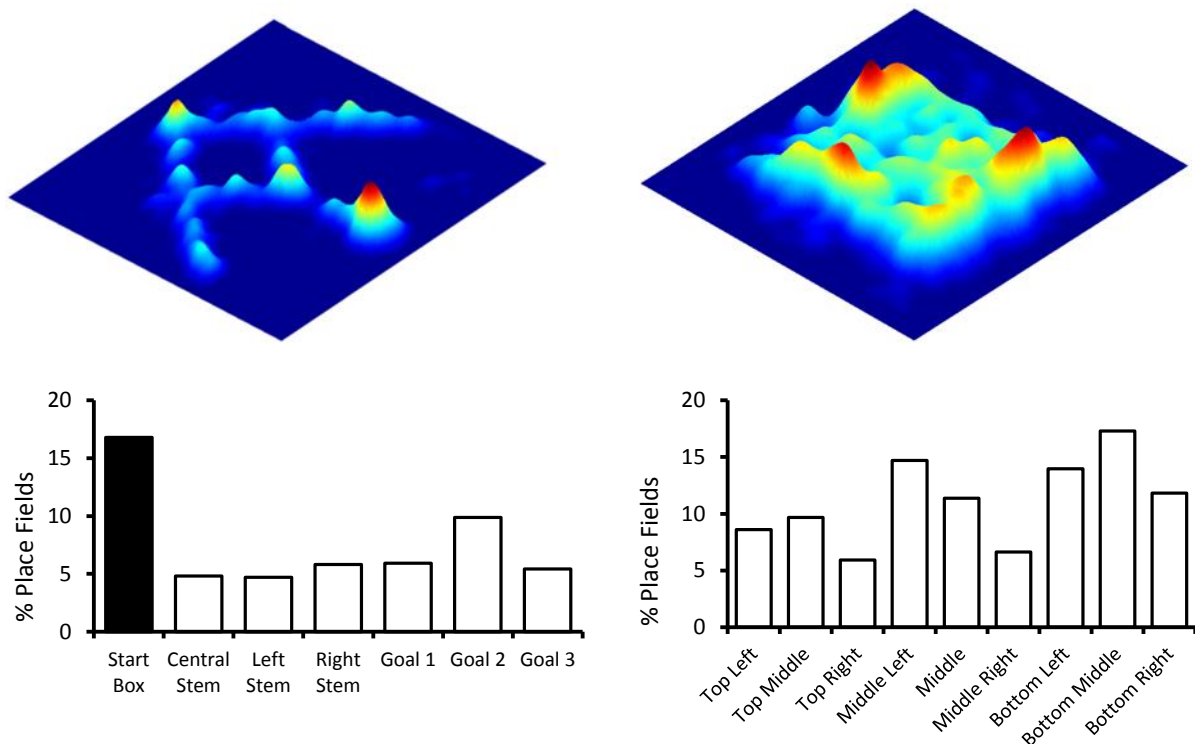 20
15
10
5
0
% Place Fields
Start
Box
Central
Stem
Left
Stem
Right
Stem
Goal 1
Goal 2
Goal 3
20
15
10
5
0
% Place Fields
Top Left
Top Middle
Top Right
Middle Left
Middle
Middle Right
Bottom Left
Bottom Middle
Bottom Right